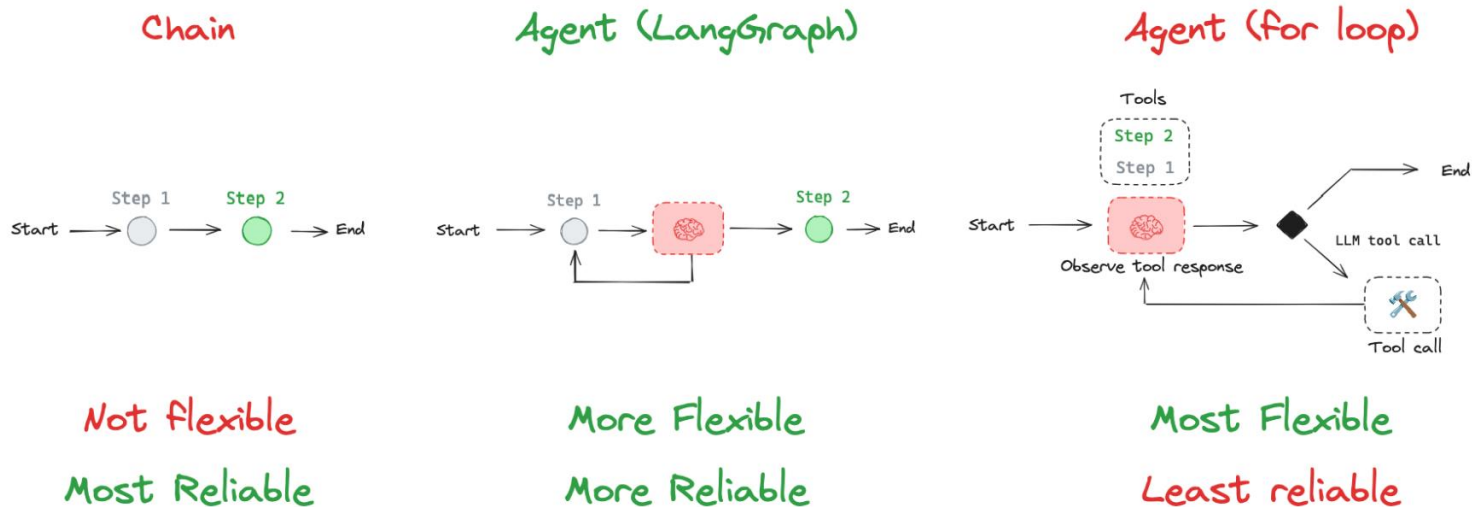 Chain
Step 1
Step 2
Start
End
Not flexible
Most Reliable
Agent (LangGraph)
Step 1
Step 2
Start
End
More Flexible
More Reliable
Agent (for loop)
Tools
Step 2
Step 1
End
Start
LLM tool call
Observe tool response
Tool call
Most Flexible
Least reliable